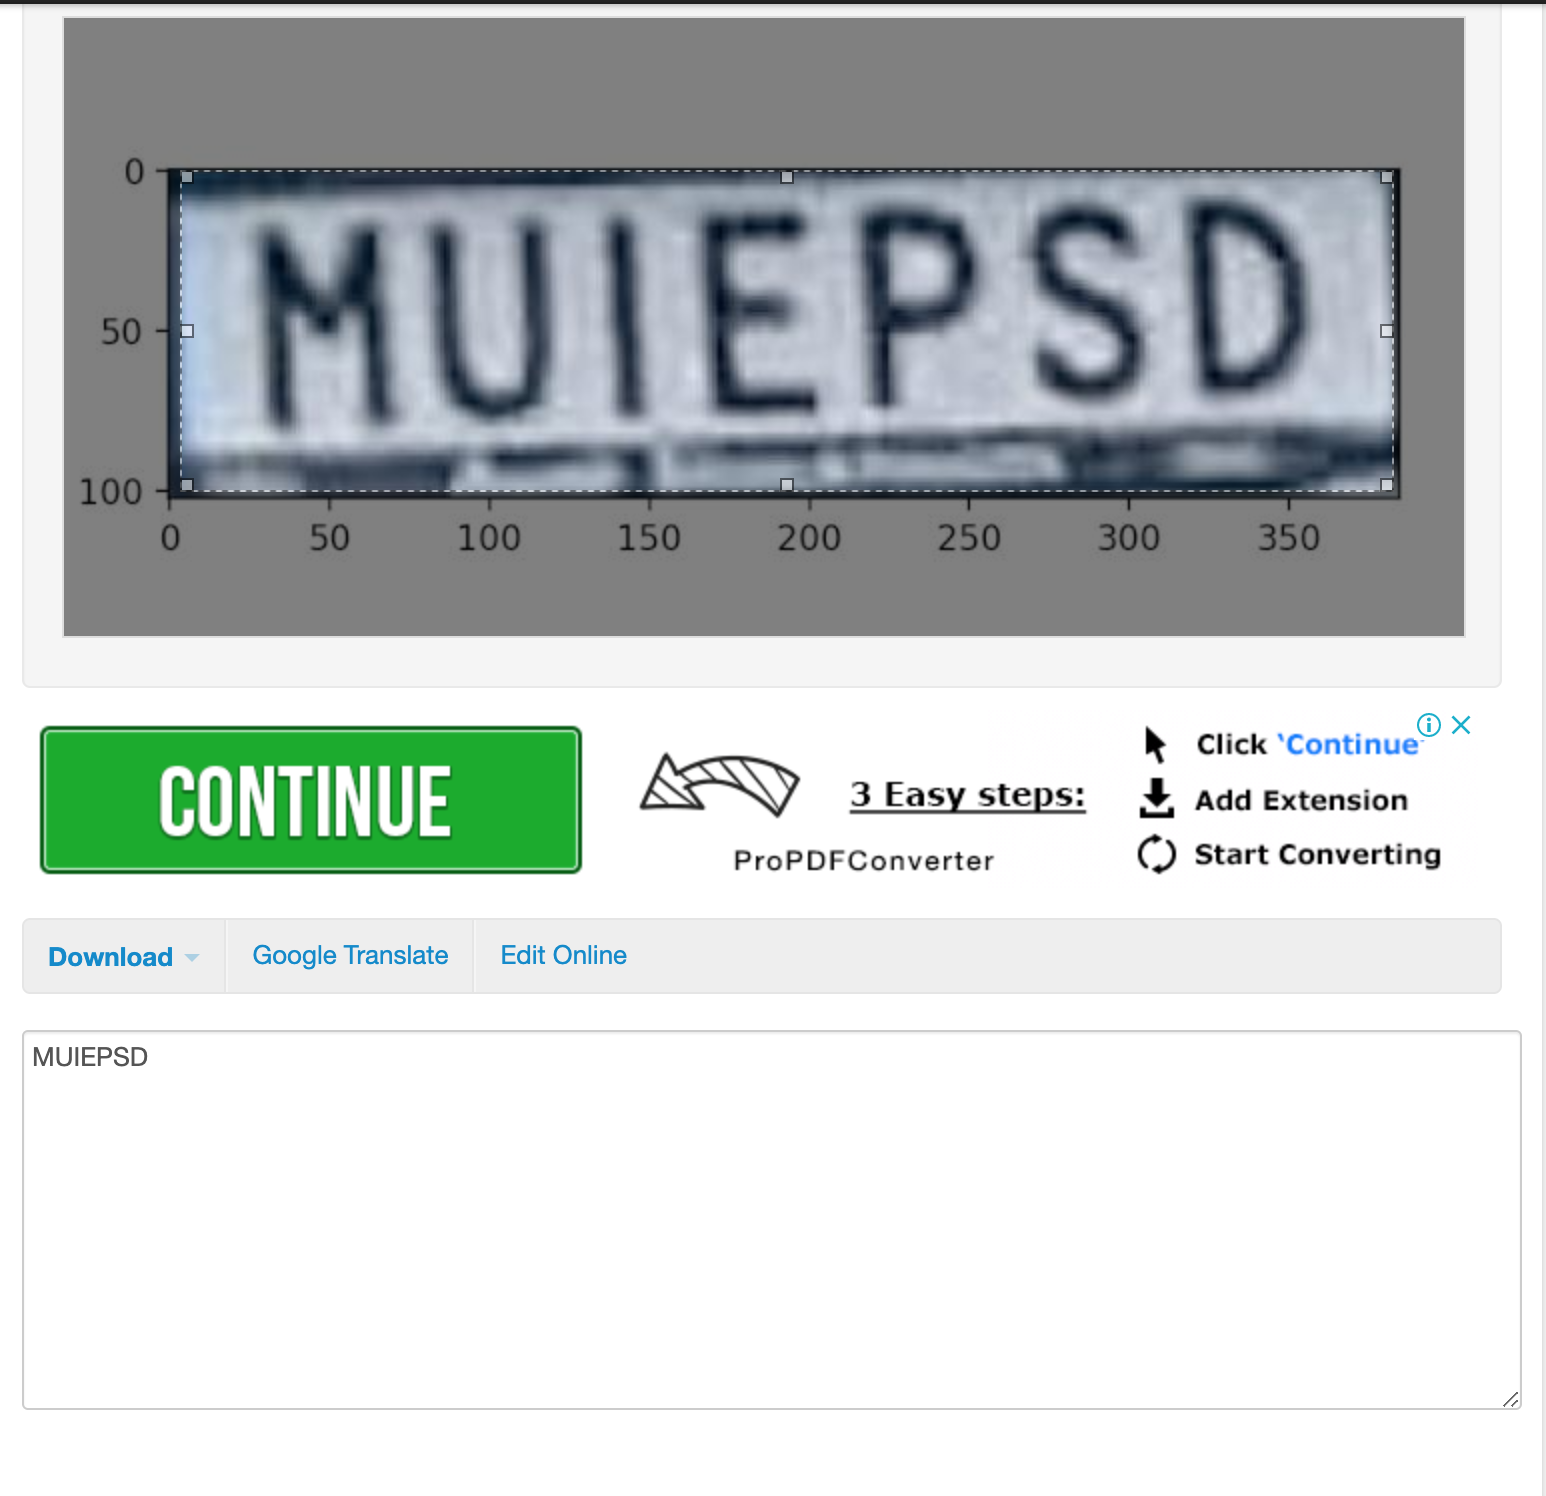 0
50
100
MUIEPSD
0 50 100 150 200 250 300 350
CONTINUE
3 Easy steps:
ProPDFConverter
Click 'Continue'
Add Extension
Start Converting
Download Google Translate Edit Online
MUIEPSD